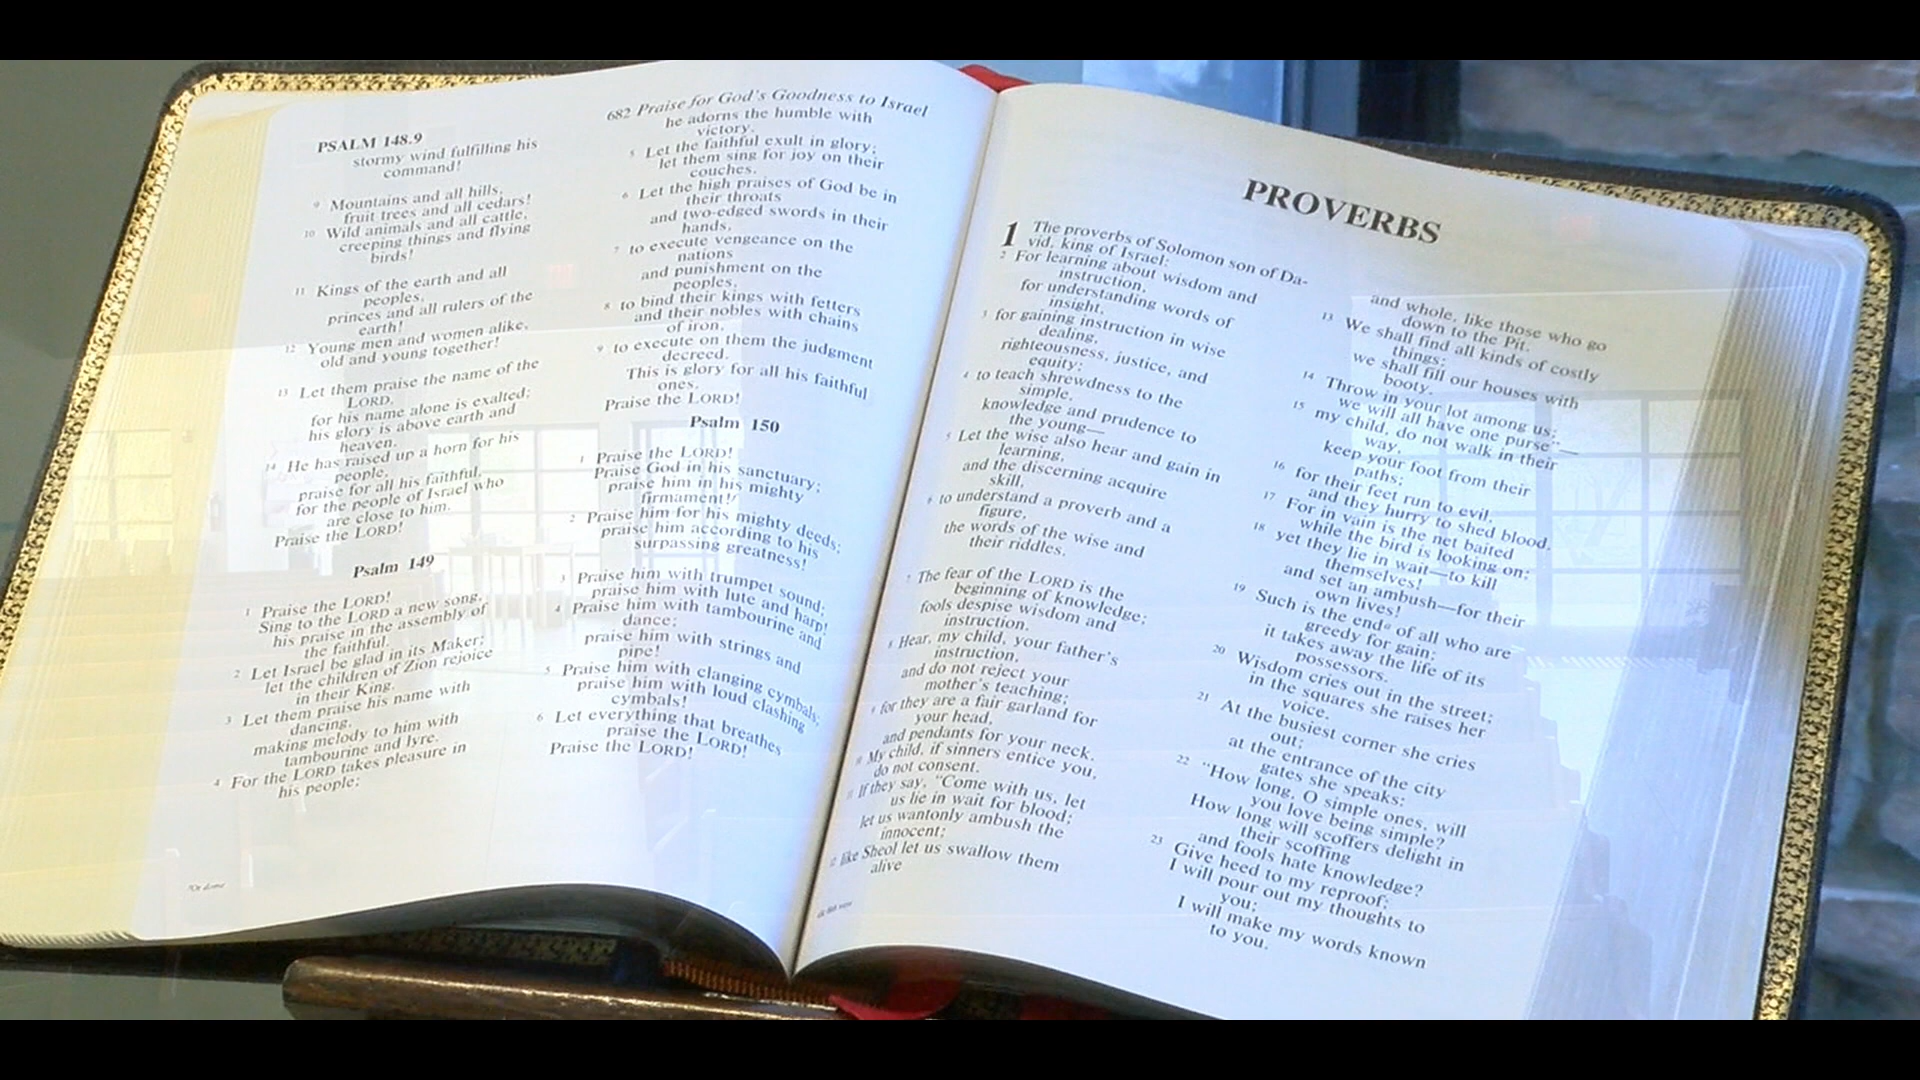 PSALM 148.9
stormy wind fulfilling his
command!
9 Mountains and all hills,
fruit trees and all cedars!
10 Wild animals and all cattle,
creeping things and flying
birds!
11 Kings of the earth and all
peoples,
princes and all rulers of the
earth!
12 Young men and women alike,
old and young together!
13 Let them praise the name of the
LORD,
for his name alone is exalted;
his glory is above earth and
heaven.
14 He has raised up a horn for his
people,
praise for all his faithful,
for the people of Israel who
are close to him.
Praise the LORD!
Psalm 149
1 Praise the LORD!
Sing to the LORD a new song,
his praise in the assembly of
the faithful.
2 Let Israel be glad in its Maker;
let the children of Zion rejoice
in their King.
3 Let them praise his name with
dancing,
making melody to him with
tambourine and lyre.
4 For the LORD takes pleasure in
his people;
682 Praise for God's Goodness to Israel
he adorns the humble with
victory.
5 Let the faithful exult in glory;
let them sing for joy on their
couches.
6 Let the high praises of God be in
their throats
and two-edged swords in their
hands,
7 to execute vengeance on the
nations
and punishment on the
peoples,
8 to bind their kings with fetters
and their nobles with chains
of iron,
9 to execute on them the judgment
decreed.
This is glory for all his faithful
ones.
Praise the LORD!
Psalm 150
1 Praise the LORD!
Praise God in his sanctuary;
praise him in his mighty
firmament!
2 Praise him for his mighty deeds;
praise him according to his
surpassing greatness!
3 Praise him with trumpet sound;
praise him with lute and harp!
4 Praise him with tambourine and
dance;
praise him with strings and
pipe!
5 Praise him with clanging cymbals;
praise him with loud clashing
cymbals!
6 Let everything that breathes
praise the LORD!
Praise the LORD!
PROVERBS
1 The proverbs of Solomon son of Da-
vid, king of Israel:
2 For learning about wisdom and
instruction,
for understanding words of
insight,
3 for gaining instruction in wise
dealing,
righteousness, justice, and
equity;
4 to teach shrewdness to the
simple,
knowledge and prudence to
the young—
5 Let the wise also hear and gain in
learning,
and the discerning acquire
skill,
6 to understand a proverb and a
figure,
the words of the wise and
their riddles.
7 The fear of the LORD is the
beginning of knowledge;
fools despise wisdom and
instruction.
8 Hear, my child, your father's
instruction,
and do not reject your
mother's teaching;
9 for they are a fair garland for
your head,
and pendants for your neck.
10 My child, if sinners entice you,
do not consent.
11 If they say, "Come with us, let
us lie in wait for blood;
let us wantonly ambush the
innocent;
12 like Sheol let us swallow them
alive
and whole, like those who go
down to the Pit.
13 We shall find all kinds of costly
things;
we shall fill our houses with
booty.
14 Throw in your lot among us;
we will all have one purse"—
15 my child, do not walk in their
way,
keep your foot from their
paths;
16 for their feet run to evil,
and they hurry to shed blood.
17 For in vain is the net baited
while the bird is looking on;
18 yet they lie in wait—to kill
themselves!
and set an ambush—for their
own lives!
19 Such is the end of all who are
greedy for gain;
it takes away the life of its
possessors.
20 Wisdom cries out in the street;
in the squares she raises her
voice.
21 At the busiest corner she cries
out;
at the entrance of the city
gates she speaks:
22 "How long, O simple ones, will
you love being simple?
How long will scoffers delight in
their scoffing
and fools hate knowledge?
23 Give heed to my reproof;
I will pour out my thoughts to
you;
I will make my words known
to you.